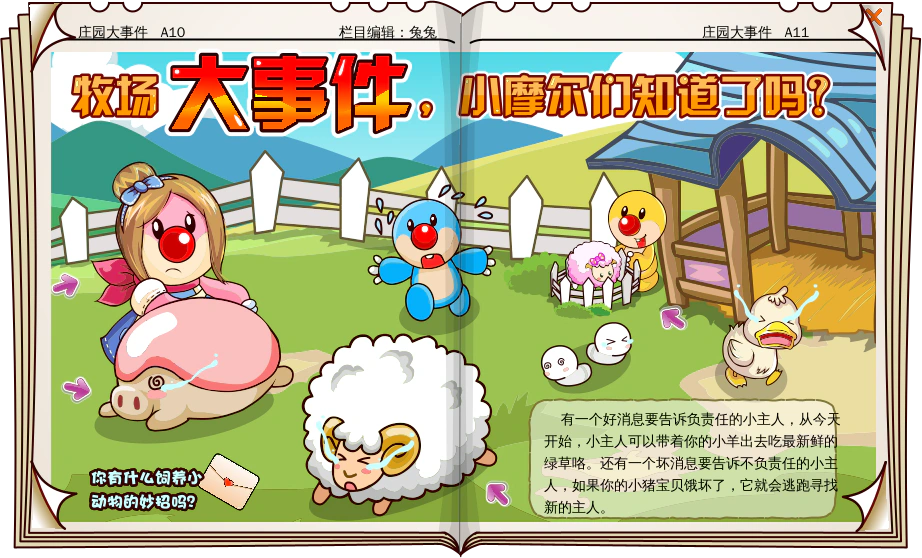 庄园大事件 A10
栏目编辑：兔兔
庄园大事件 A11
牧场大事件，小摩尔们知道了吗？
有一个好消息要告诉负责任的小主人，从今天
开始，小主人可以带着你的小羊出去吃最新鲜的
绿草咯。还有一个坏消息要告诉不负责任的小主
人，如果你的小猪宝贝饿坏了，它就会逃跑寻找
新的主人。
你有什么饲养小
动物的妙招吗？